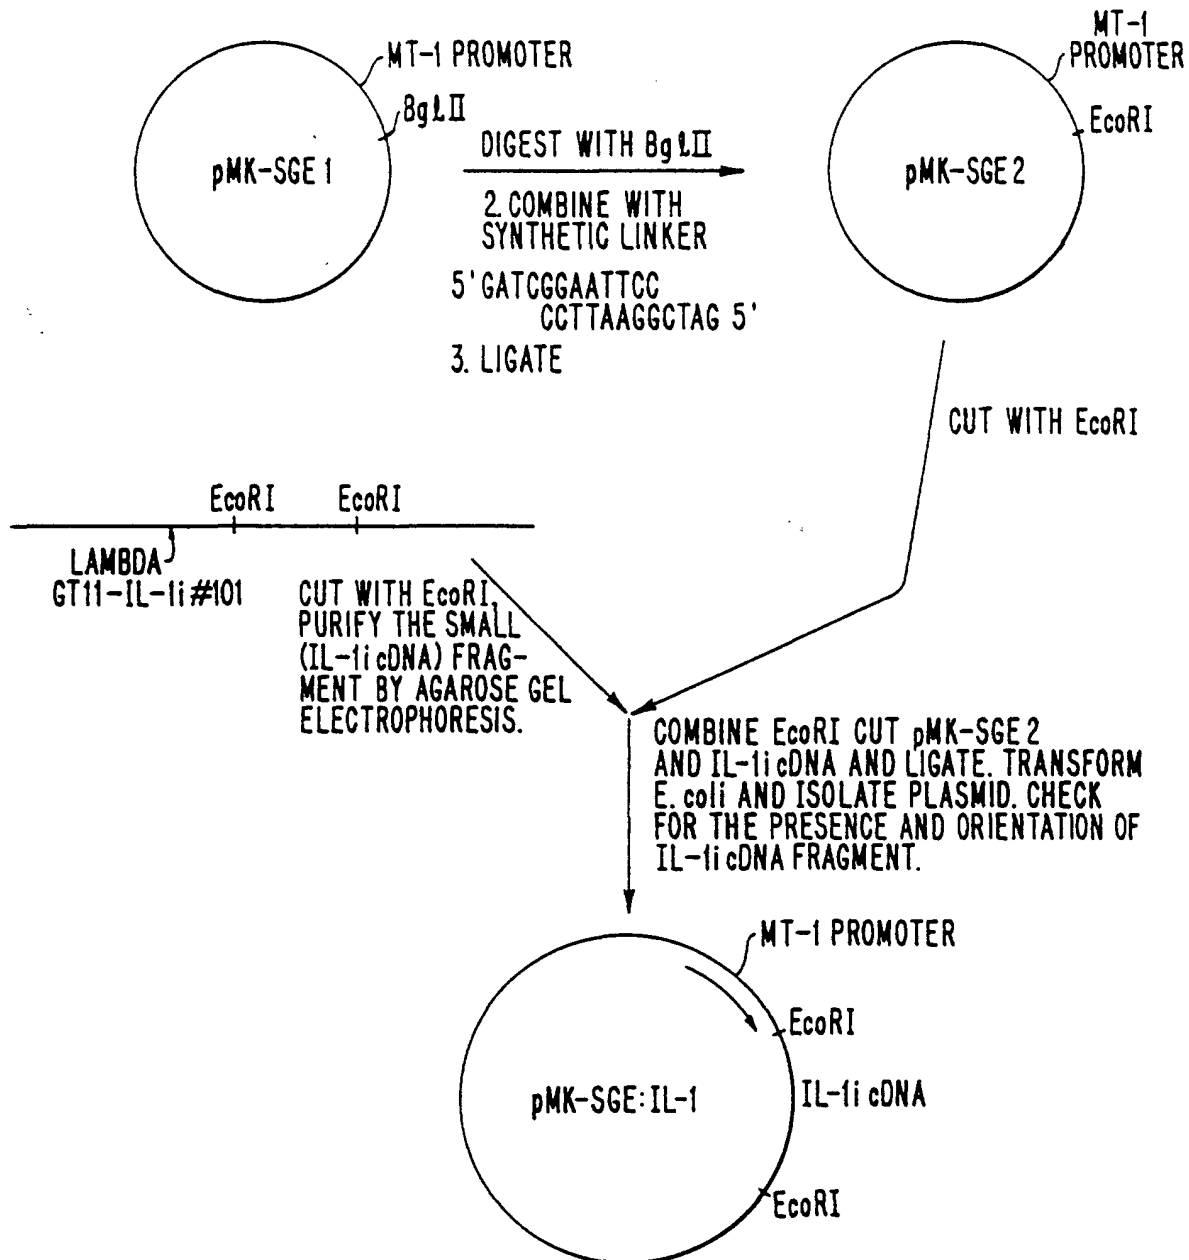 MT-1 PROMOTER
BglII
pMK-SGE 1
DIGEST WITH BglII
2. COMBINE WITH
SYNTHETIC LINKER
5' GATCGGAATTCC
CCTTAAGGCTAG 5'
3. LIGATE
MT-1
PROMOTER
EcoRI
pMK-SGE 2
CUT WITH EcoRI
EcoRI EcoRI
LAMBDA
GT11-IL-1i#101
CUT WITH EcoRI,
PURIFY THE SMALL
(IL-1i cDNA) FRAG-
MENT BY AGAROSE GEL
ELECTROPHORESIS.
COMBINE EcoRI CUT pMK-SGE 2
AND IL-1i cDNA AND LIGATE. TRANSFORM
E. coli AND ISOLATE PLASMID. CHECK
FOR THE PRESENCE AND ORIENTATION OF
IL-1i cDNA FRAGMENT.
MT-1 PROMOTER
EcoRI
pMK-SGE:IL-1
IL-1i cDNA
EcoRI